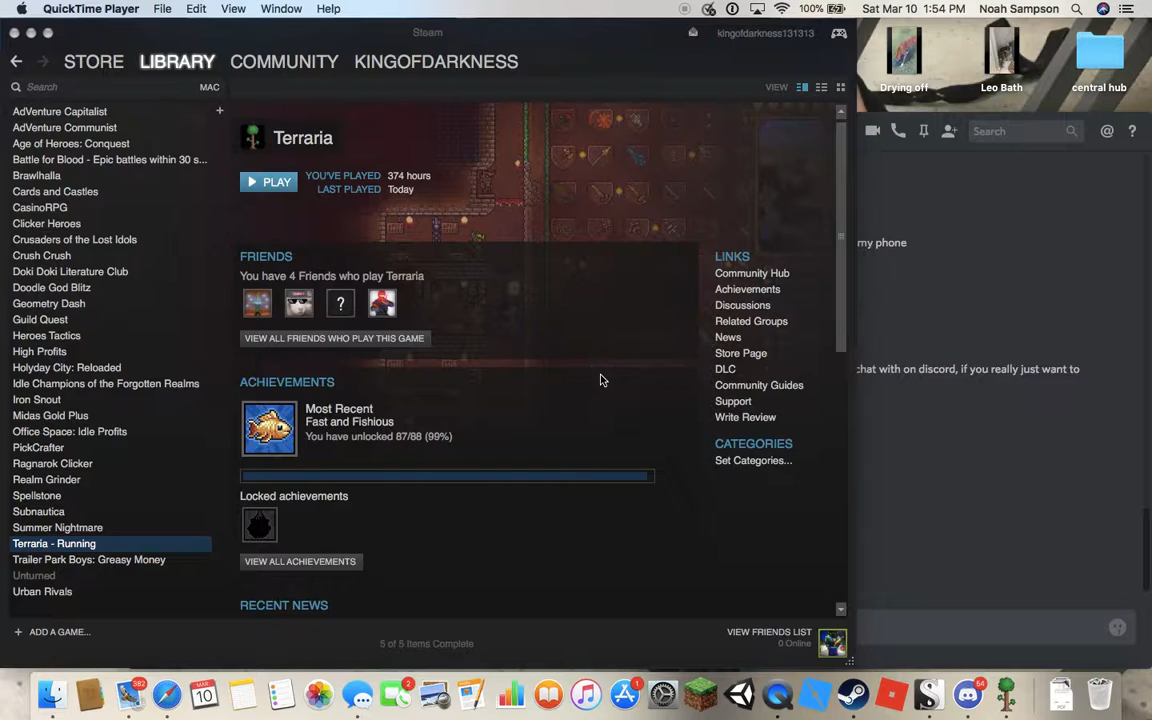 QuickTime Player File Edit View Window Help
100% Sat Mar 10 1:54 PM Noah Sampson
Steam
kingofdarkness131313
STORE LIBRARY COMMUNITY KINGOFDARKNESS
Search MAC
VIEW
AdVenture Capitalist
AdVenture Communist
Age of Heroes: Conquest
Battle for Blood - Epic battles within 30 s...
Brawlhalla
Cards and Castles
CasinoRPG
Clicker Heroes
Crusaders of the Lost Idols
Crush Crush
Doki Doki Literature Club
Doodle God Blitz
Geometry Dash
Guild Quest
Heroes Tactics
High Profits
Holyday City: Reloaded
Idle Champions of the Forgotten Realms
Iron Snout
Midas Gold Plus
Office Space: Idle Profits
PickCrafter
Ragnarok Clicker
Realm Grinder
Spellstone
Subnautica
Summer Nightmare
Terraria - Running
Trailer Park Boys: Greasy Money
Unturned
Urban Rivals
+ ADD A GAME...
Terraria
PLAY
YOU'VE PLAYED 374 hours
LAST PLAYED Today
FRIENDS
You have 4 Friends who play Terraria
?
VIEW ALL FRIENDS WHO PLAY THIS GAME
ACHIEVEMENTS
Most Recent
Fast and Fishious
You have unlocked 87/88 (99%)
Locked achievements
VIEW ALL ACHIEVEMENTS
RECENT NEWS
LINKS
Community Hub
Achievements
Discussions
Related Groups
News
Store Page
DLC
Community Guides
Support
Write Review
CATEGORIES
Set Categories...
5 of 5 Items Complete
VIEW FRIENDS LIST
0 Online
Drying off
Leo Bath
central hub
Search
@ ?
my phone
chat with on discord, if you really just want to
382
MAR
10
2
1
54
PDF